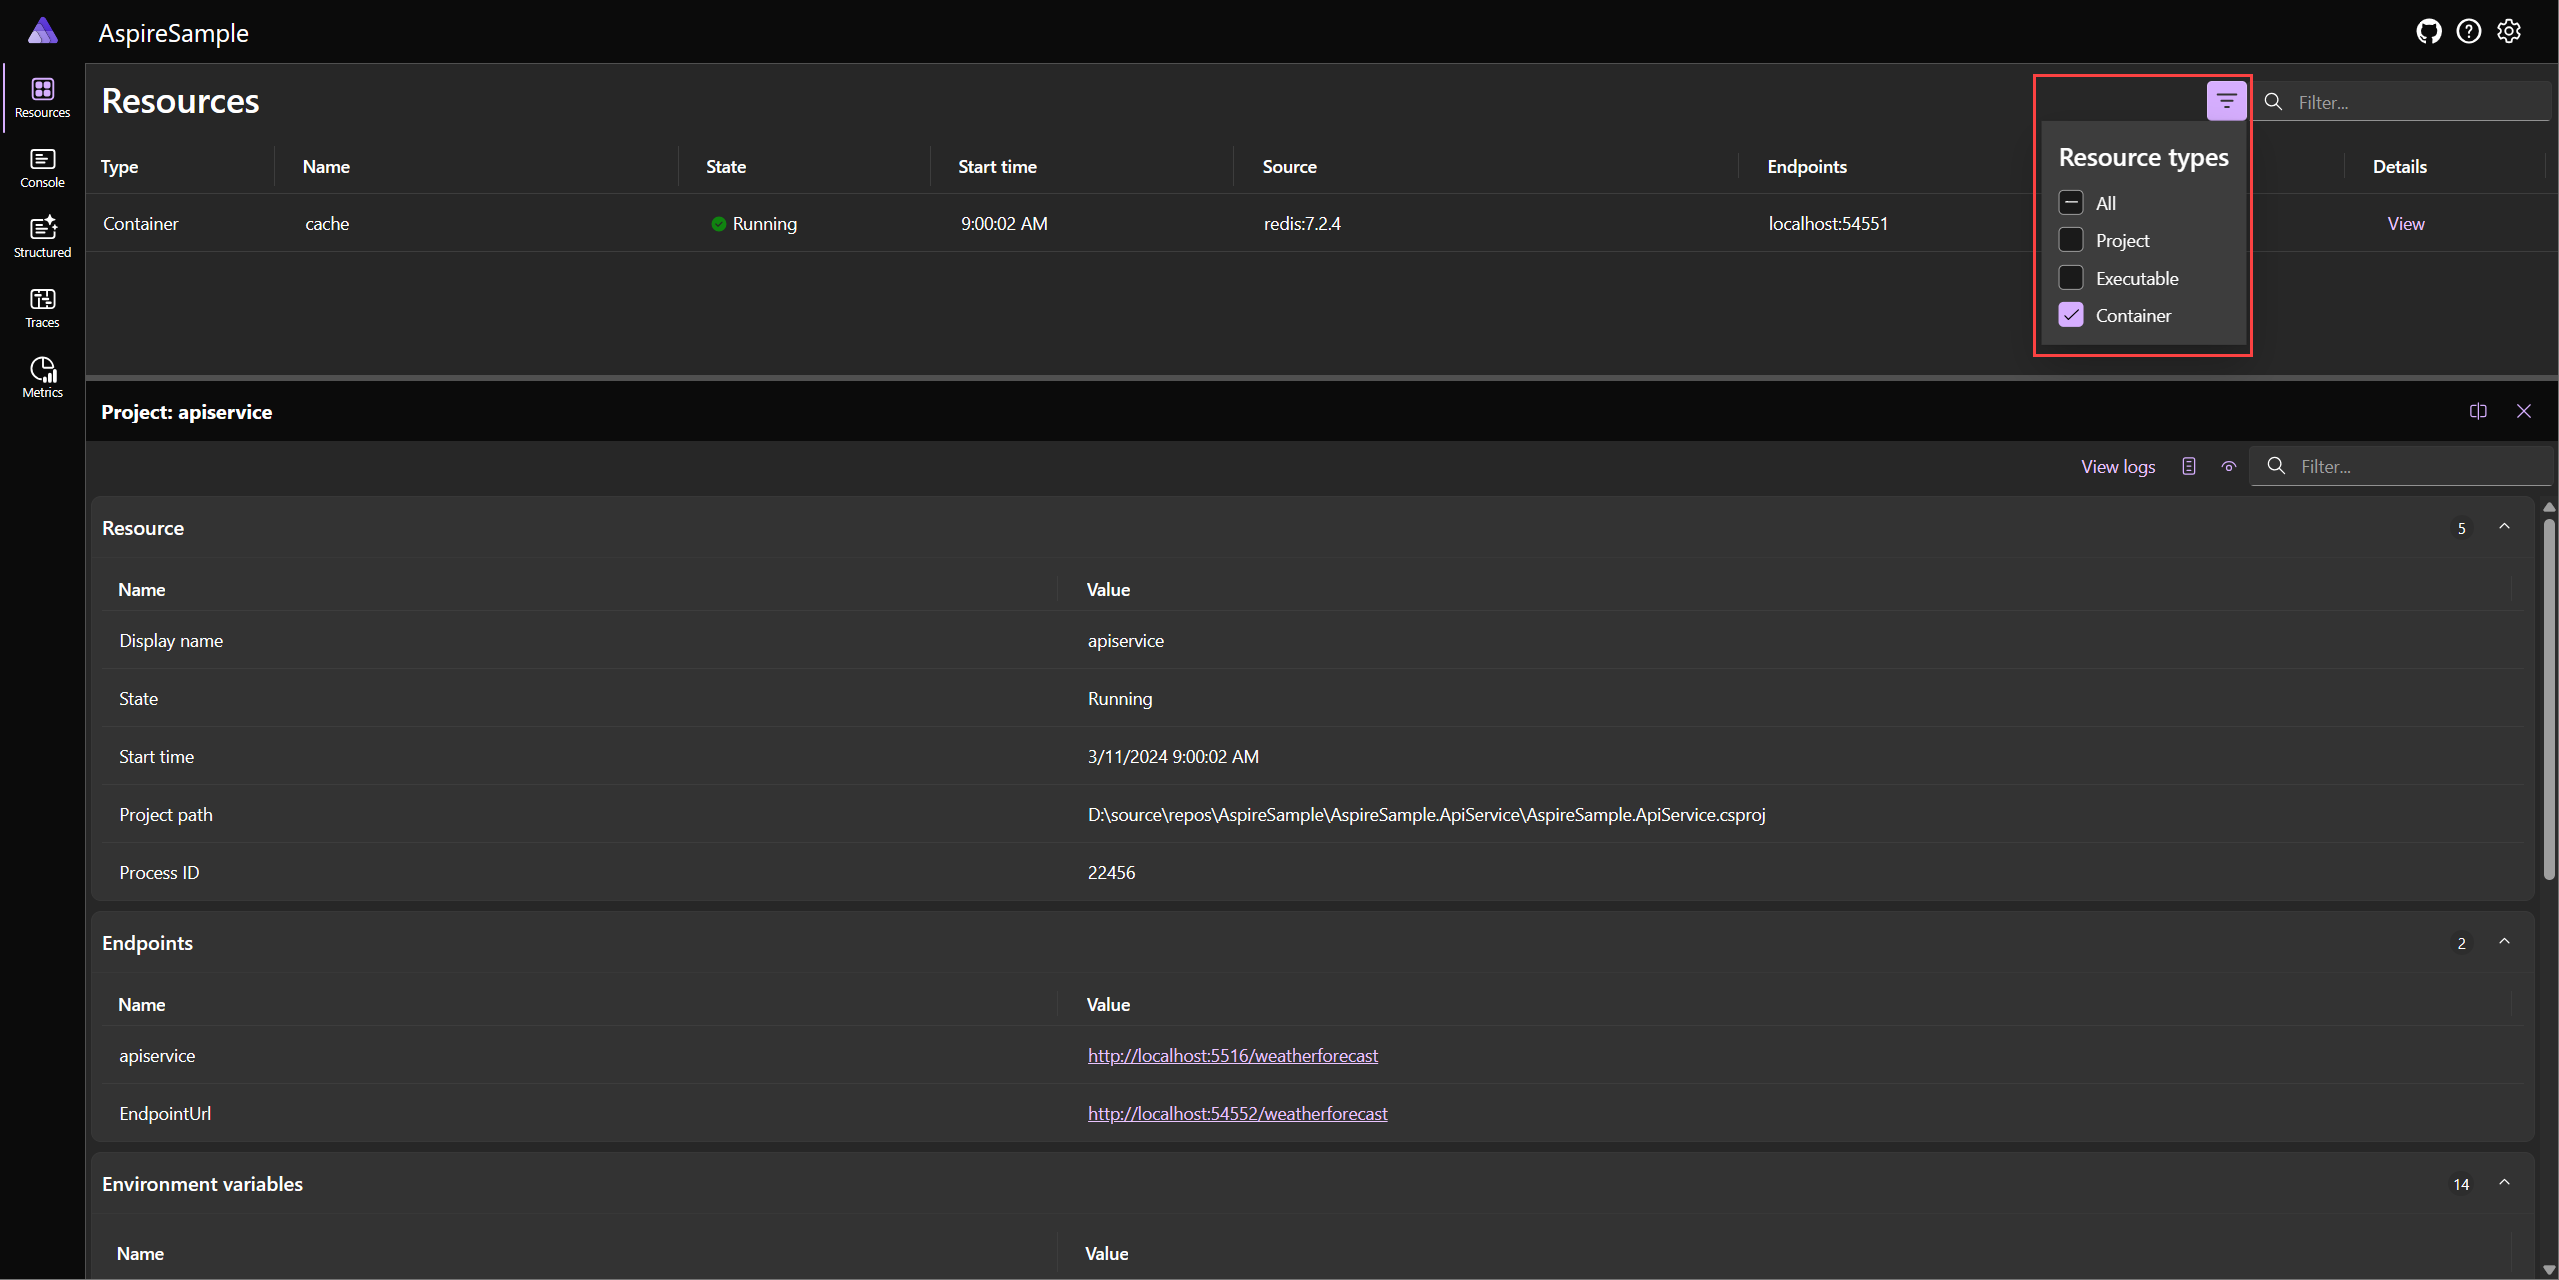 AspireSample
Resources
Console
Structured
Traces
Metrics
Resources
Filter...
Type Name State Start time Source Endpoints Details
Container cache Running 9:00:02 AM redis:7.2.4 localhost:54551 View
Resource types
All
Project
Executable
Container
Project: apiservice
View logs Filter...
Resource 5
Name Value
Display name apiservice
State Running
Start time 3/11/2024 9:00:02 AM
Project path D:\source\repos\AspireSample\AspireSample.ApiService\AspireSample.ApiService.csproj
Process ID 22456
Endpoints 2
Name Value
apiservice http://localhost:5516/weatherforecast
EndpointUrl http://localhost:54552/weatherforecast
Environment variables 14
Name Value